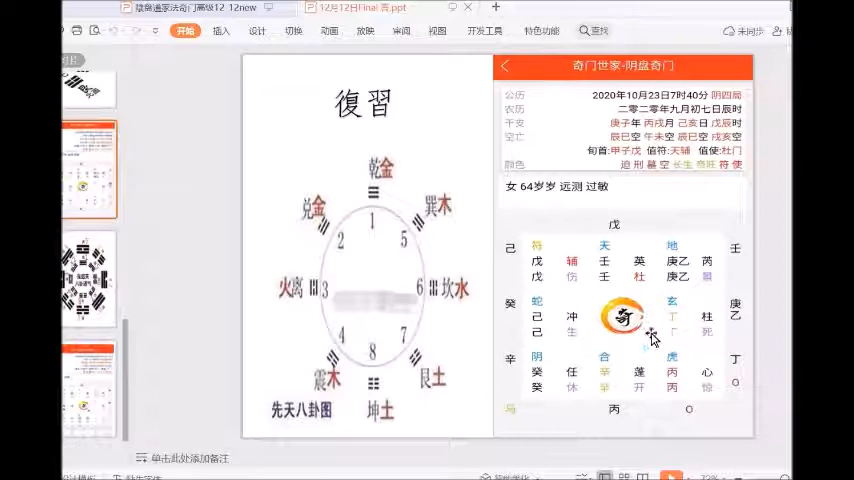 陰盤遁家法奇门高级12 12new
12月12日Final 頁.ppt
开始 插入 设计 切换 动画 放映 审阅 视图 开发工具 特色功能 查找
未同步
復習
乾金
兑金
巽木
1
2
5
火离
3
6
坎水
4
7
8
震木
艮土
先天八卦图
坤土
奇门世家-阴盘奇门
公历 2020年10月23日7时40分 阴四局
农历 二零二零年九月初七日辰时
干支 庚子年 丙戌月 己亥日 戊辰时
空亡 辰巳空 午未空 辰巳空 戌亥空
旬首:甲子戊 值符:天辅 值使:杜门
颜色 迫 刑 墓 空 长生 奇旺 符 使
女 64岁岁 远测 过敏
戊
己 符 天 地 壬
戊 辅 壬 英 庚乙 芮
戊 伤 壬 杜 庚乙 景
癸 蛇 玄 庚乙
己 冲 奇 丁 柱
己 生 死
辛 阴 合 虎 丁
癸 任 辛 蓬 丙 心 O
癸 休 辛 开 丙 惊
局 丙 O
单击此处添加备注